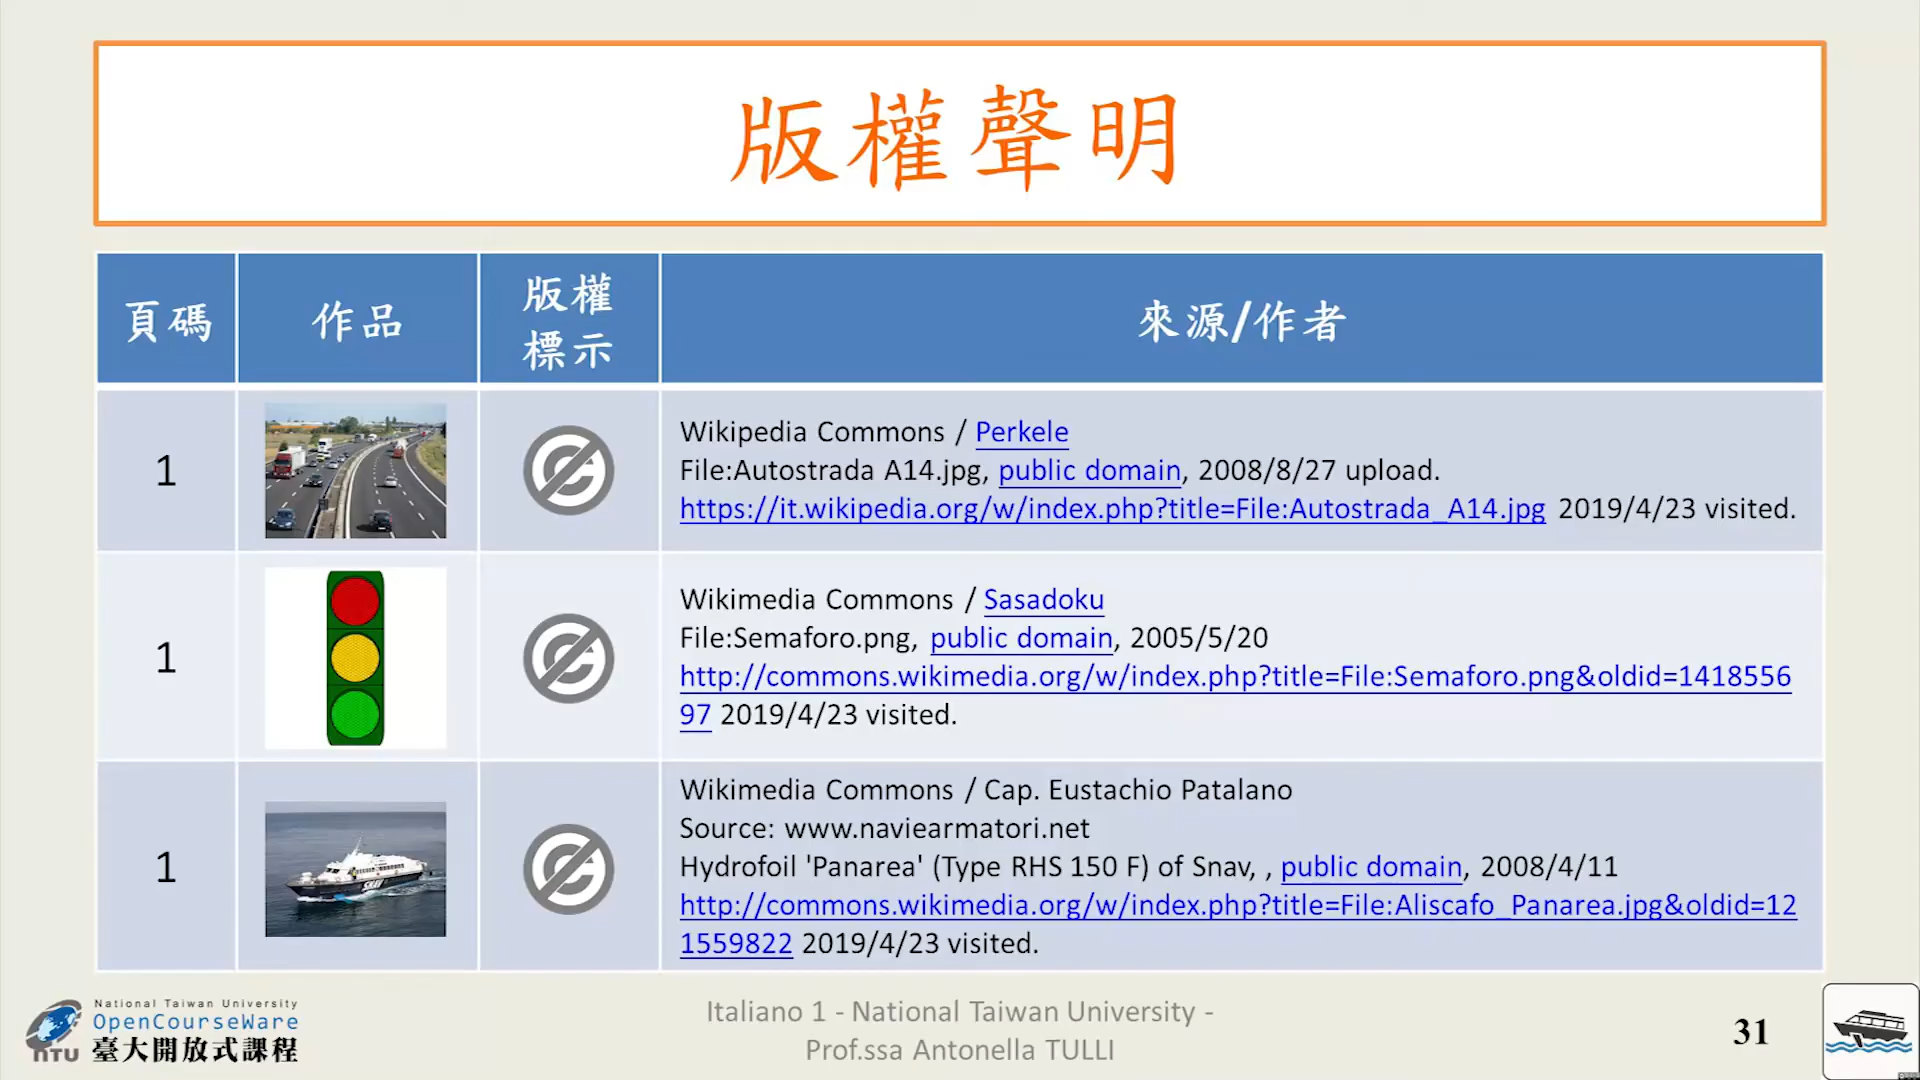 版權聲明
頁碼
作品
版權
標示
來源/作者
1
Wikipedia Commons / Perkele
File:Autostrada A14.jpg, public domain, 2008/8/27 upload.
https://it.wikipedia.org/w/index.php?title=File:Autostrada_A14.jpg 2019/4/23 visited.
1
Wikimedia Commons / Sasadoku
File:Semaforo.png, public domain, 2005/5/20
http://commons.wikimedia.org/w/index.php?title=File:Semaforo.png&oldid=1418556
97 2019/4/23 visited.
1
SNAV
Wikimedia Commons / Cap. Eustachio Patalano
Source: www.naviearmatori.net
Hydrofoil 'Panarea' (Type RHS 150 F) of Snav, , public domain, 2008/4/11
http://commons.wikimedia.org/w/index.php?title=File:Aliscafo_Panarea.jpg&oldid=12
1559822 2019/4/23 visited.
National Taiwan University
OpenCourseWare
NTU 臺大開放式課程
Italiano 1 - National Taiwan University -
Prof.ssa Antonella TULLI
31